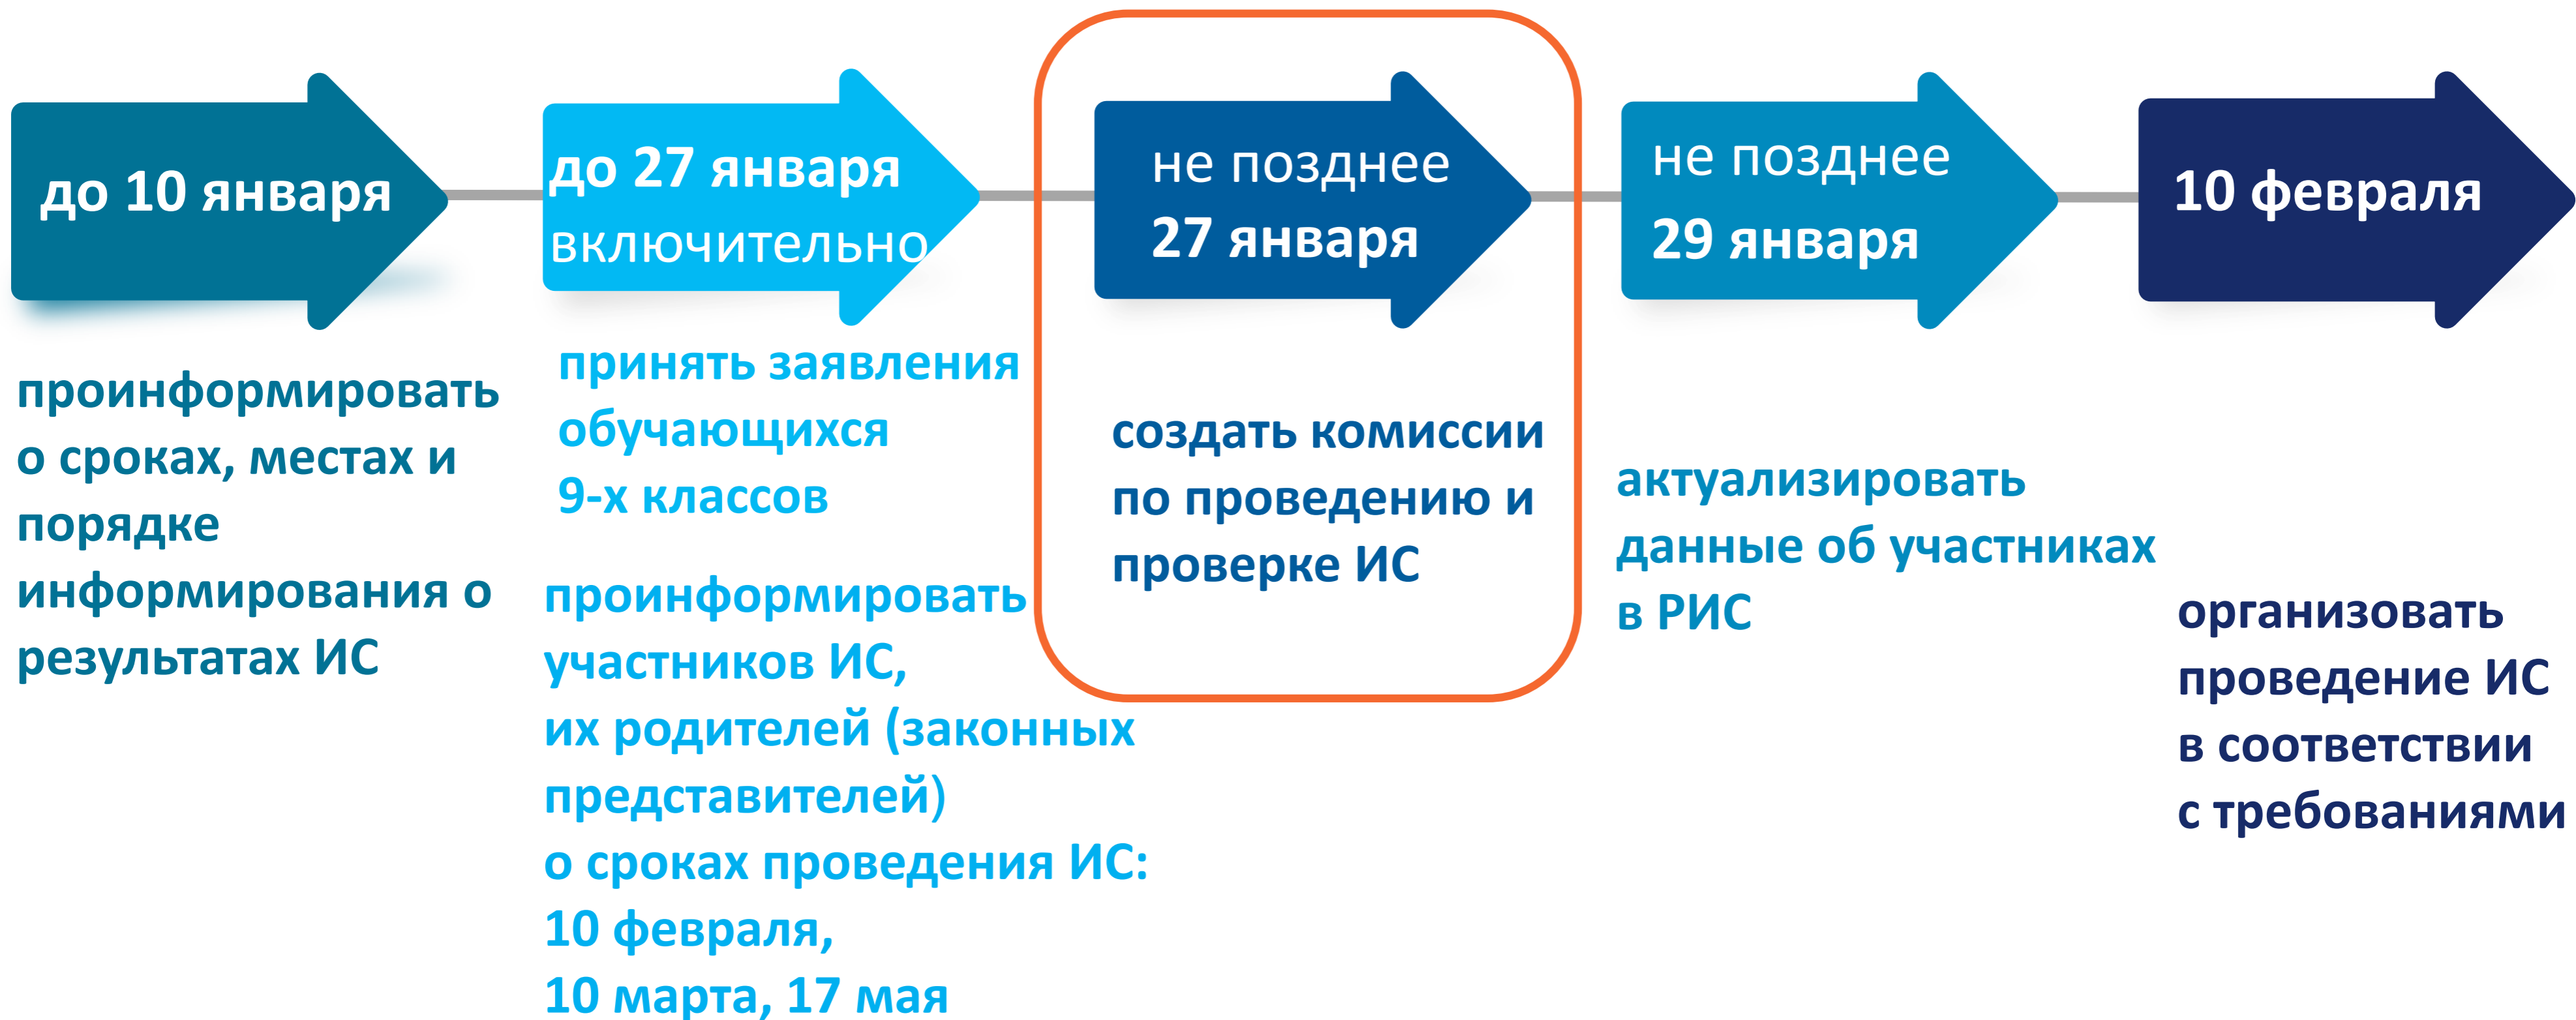 до 10 января
проинформировать
о сроках, местах и
порядке
информирования о
результатах ИС
до 27 января
включительно
принять заявления
обучающихся
9-х классов
проинформировать
участников ИС,
их родителей (законных
представителей)
о сроках проведения ИС:
10 февраля,
10 марта, 17 мая
не позднее
27 января
создать комиссии
по проведению и
проверке ИС
не позднее
29 января
актуализировать
данные об участниках
в РИС
10 февраля
организовать
проведение ИС
в соответствии
с требованиями